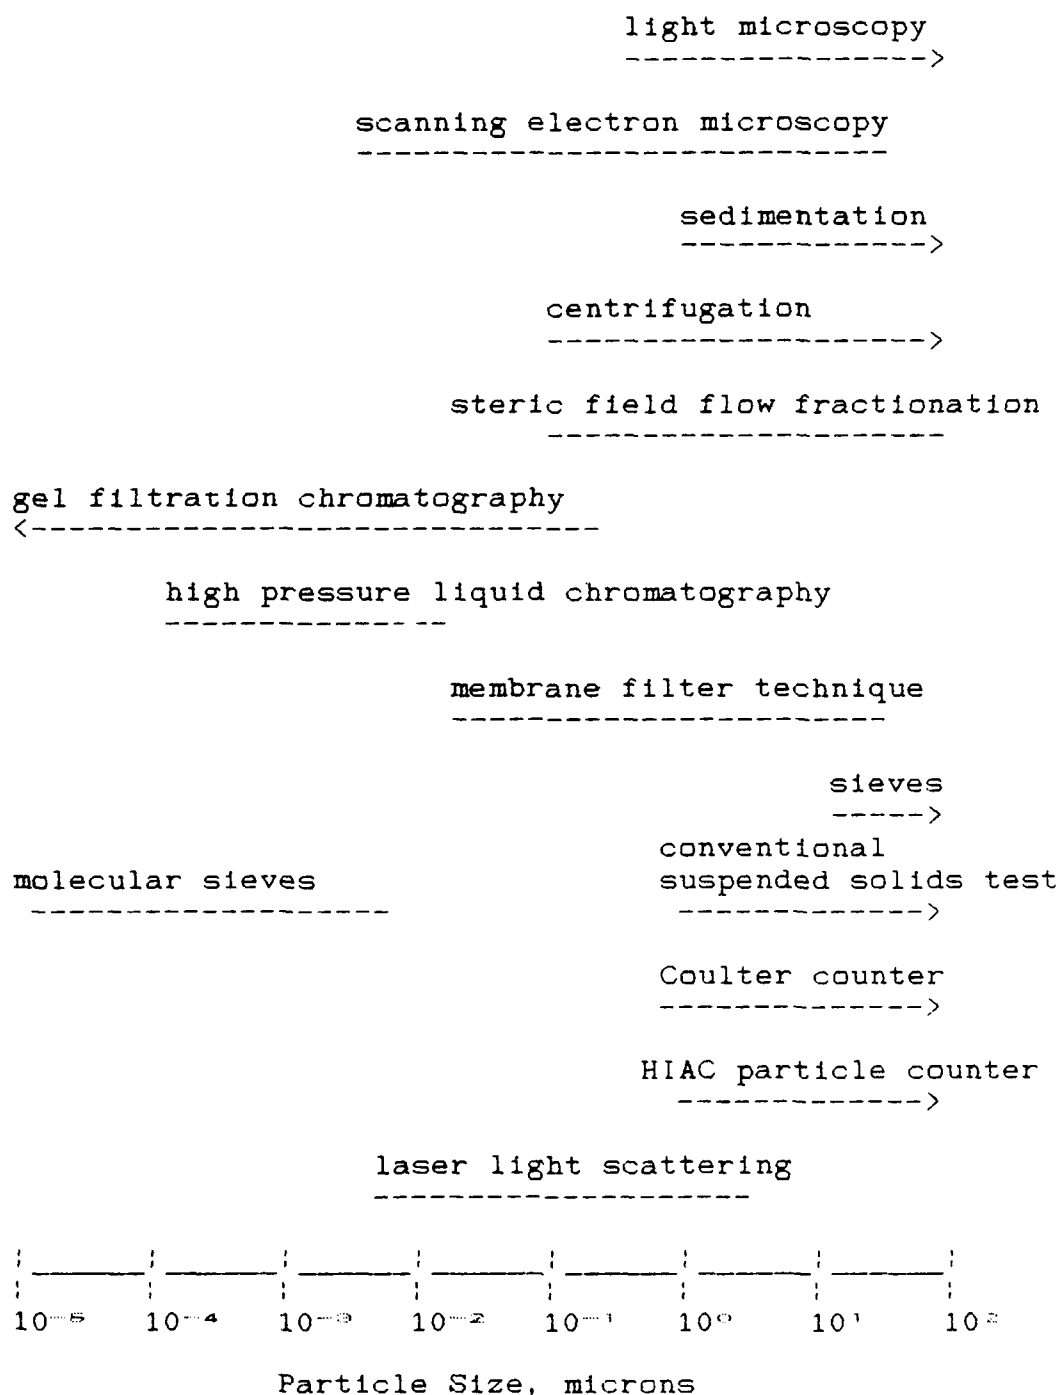 light microscopy
---------------->
scanning electron microscopy
----------------------------
sedimentation
------------->
centrifugation
-------------------->
steric field flow fractionation
---------------------
gel filtration chromatography
<------------------------------
high pressure liquid chromatography
---------------
membrane filter technique
-----------------------
sieves
----->
conventional
molecular sieves suspended solids test
------------------- ------------->
Coulter counter
-------------->
HIAC particle counter
------------->
laser light scattering
--------------------
10⁻⁵ 10⁻⁴ 10⁻³ 10⁻² 10⁻¹ 10⁰ 10¹ 10²
Particle Size, microns